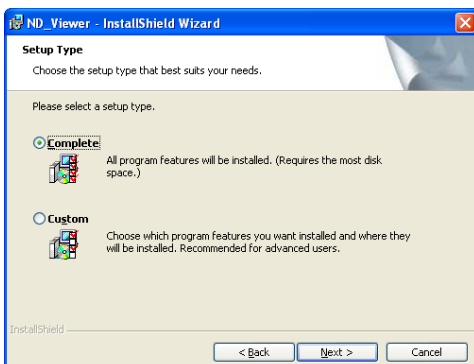 ND_Viewer - InstallShield Wizard
Setup Type
Choose the setup type that best suits your needs.
Please select a setup type.
Complete
All program features will be installed. (Requires the most disk
space.)
Custom
Choose which program features you want installed and where they
will be installed. Recommended for advanced users.
InstallShield
< Back
Next >
Cancel